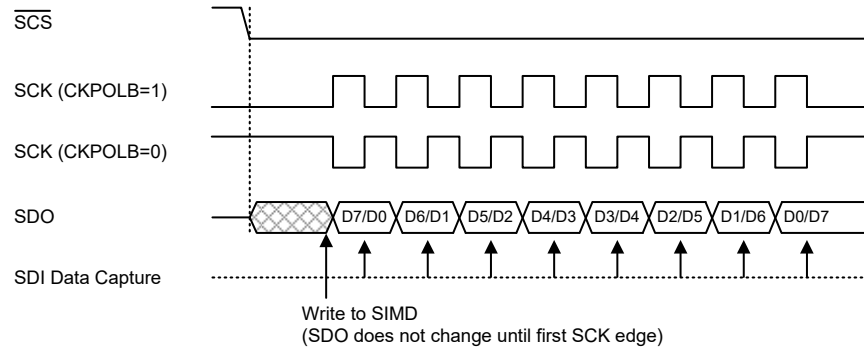 SCS
SCK (CKPOLB=1)
SCK (CKPOLB=0)
SDO D7/D0 D6/D1 D5/D2 D4/D3 D3/D4 D2/D5 D1/D6 D0/D7
SDI Data Capture
Write to SIMD
(SDO does not change until first SCK edge)